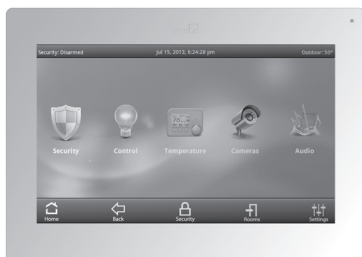 Security: Disarmed
Jul 15, 2013, 6:24:28 pm
Outdoor: 50°
Security
Control
Temperature
Cameras
Audio
Home
Back
Security
Rooms
Settings